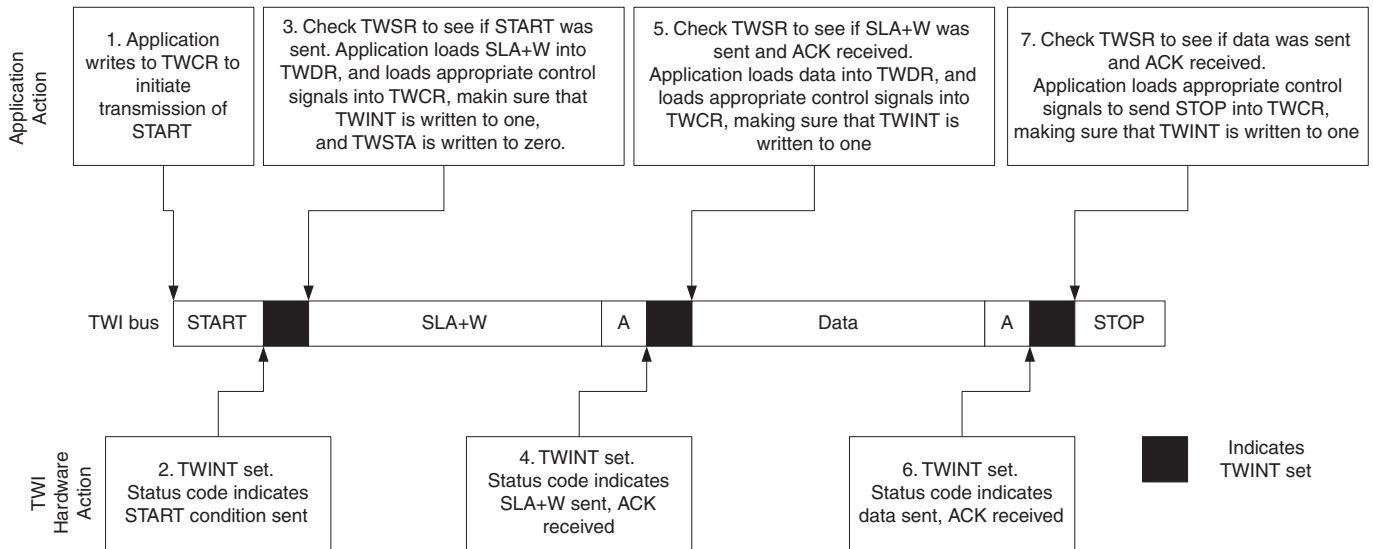 Application
Action
1. Application
writes to TWCR to
initiate
transmission of
START
3. Check TWSR to see if START was
sent. Application loads SLA+W into
TWDR, and loads appropriate control
signals into TWCR, makin sure that
TWINT is written to one,
and TWSTA is written to zero.
5. Check TWSR to see if SLA+W was
sent and ACK received.
Application loads data into TWDR, and
loads appropriate control signals into
TWCR, making sure that TWINT is
written to one
7. Check TWSR to see if data was sent
and ACK received.
Application loads appropriate control
signals to send STOP into TWCR,
making sure that TWINT is written to one
TWI bus
START
SLA+W
A
Data
A
STOP
TWI
Hardware
Action
2. TWINT set.
Status code indicates
START condition sent
4. TWINT set.
Status code indicates
SLA+W sent, ACK
received
6. TWINT set.
Status code indicates
data sent, ACK received
Indicates
TWINT set